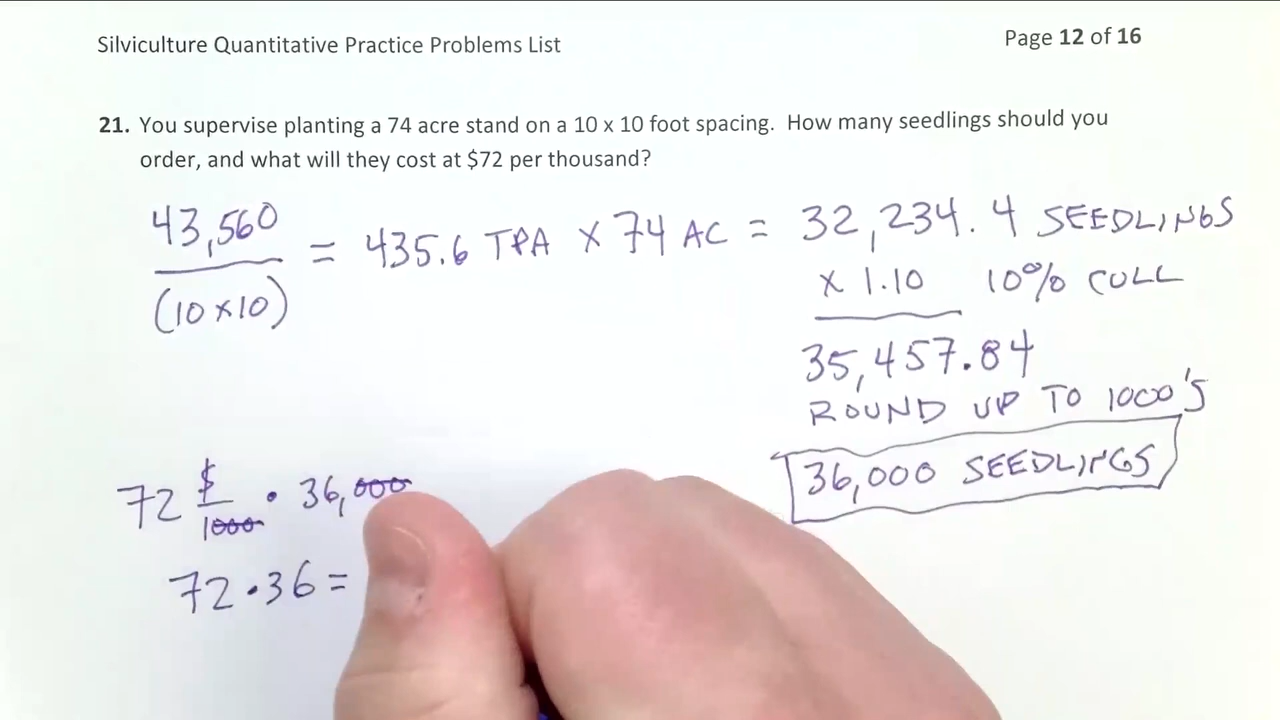 Silviculture Quantitative Practice Problems List
Page 12 of 16
21. You supervise planting a 74 acre stand on a 10 x 10 foot spacing. How many seedlings should you
order, and what will they cost at $72 per thousand?
43,560
(10 x 10)
= 435.6 TPA x 74 AC = 32,234.4 SEEDLINGS
x 1.10 10% CULL
35,457.84
ROUND UP TO 1000'S
36,000 SEEDLINGS
72 $/1000 · 36,000
72 · 36 =